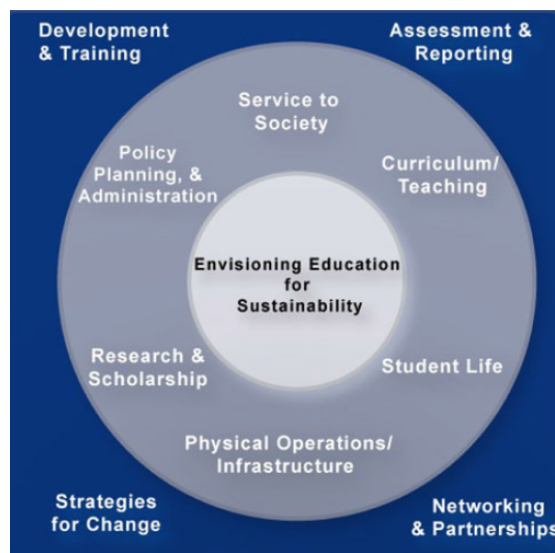 Development
& Training
Assessment &
Reporting
Service to
Society
Policy
Planning, &
Administration
Curriculum/
Teaching
Envisioning Education
for
Sustainability
Research &
Scholarship
Student Life
Physical Operations/
Infrastructure
Strategies
for Change
Networking
& Partnerships